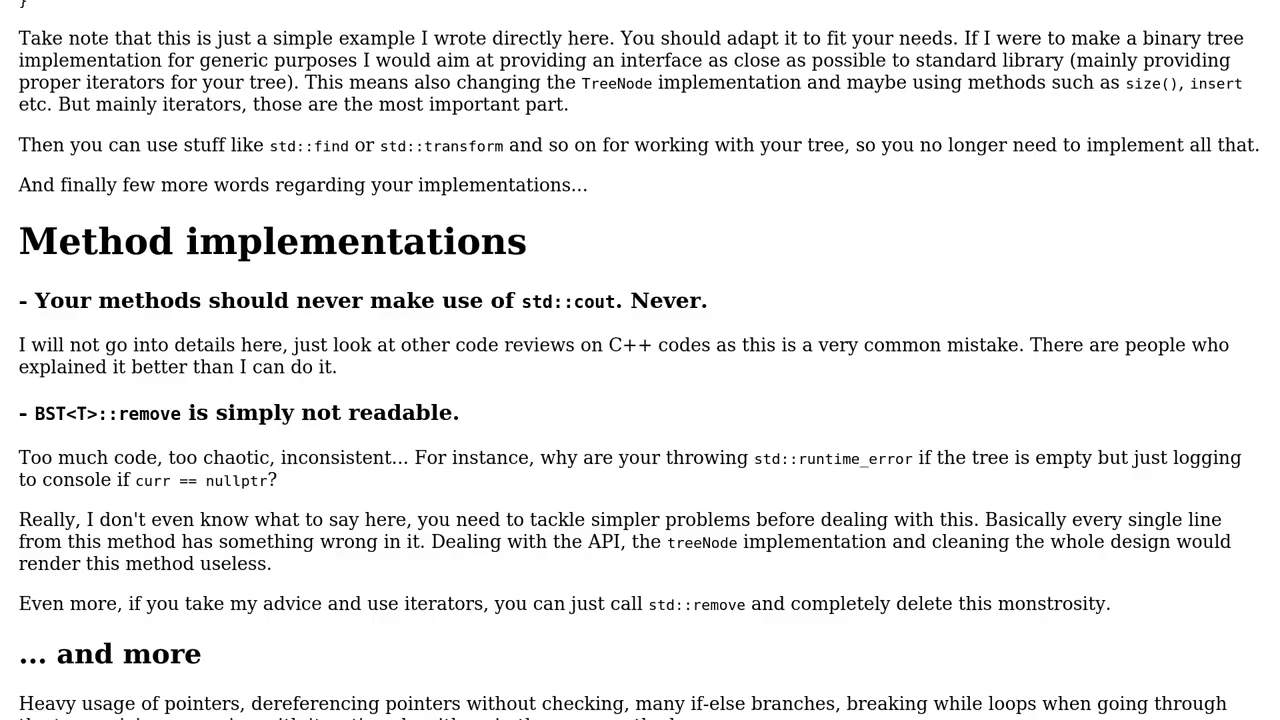 }
Take note that this is just a simple example I wrote directly here. You should adapt it to fit your needs. If I were to make a binary tree
implementation for generic purposes I would aim at providing an interface as close as possible to standard library (mainly providing
proper iterators for your tree). This means also changing the TreeNode implementation and maybe using methods such as size(), insert
etc. But mainly iterators, those are the most important part.
Then you can use stuff like std::find or std::transform and so on for working with your tree, so you no longer need to implement all that.
And finally few more words regarding your implementations...
Method implementations
- Your methods should never make use of std::cout. Never.
I will not go into details here, just look at other code reviews on C++ codes as this is a very common mistake. There are people who
explained it better than I can do it.
- BST<T>::remove is simply not readable.
Too much code, too chaotic, inconsistent... For instance, why are your throwing std::runtime_error if the tree is empty but just logging
to console if curr == nullptr?
Really, I don't even know what to say here, you need to tackle simpler problems before dealing with this. Basically every single line
from this method has something wrong in it. Dealing with the API, the treeNode implementation and cleaning the whole design would
render this method useless.
Even more, if you take my advice and use iterators, you can just call std::remove and completely delete this monstrosity.
... and more
Heavy usage of pointers, dereferencing pointers without checking, many if-else branches, breaking while loops when going through